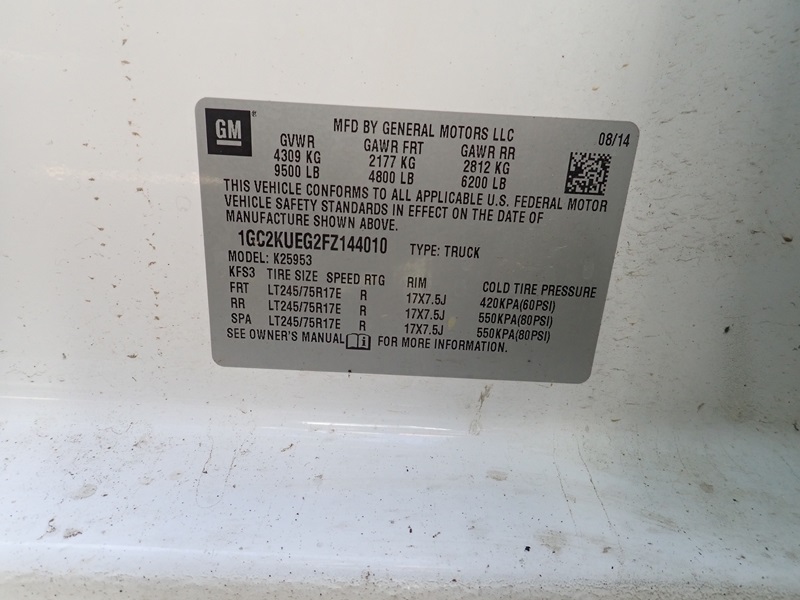 GM
MFD BY GENERAL MOTORS LLC 08/14
GVWR GAWR FRT GAWR RR
4309 KG 2177 KG 2812 KG
9500 LB 4800 LB 6200 LB
THIS VEHICLE CONFORMS TO ALL APPLICABLE U.S. FEDERAL MOTOR
VEHICLE SAFETY STANDARDS IN EFFECT ON THE DATE OF
MANUFACTURE SHOWN ABOVE.
1GC2KUEG2FZ144010 TYPE: TRUCK
MODEL: K25953
KFS3 TIRE SIZE SPEED RTG RIM COLD TIRE PRESSURE
FRT LT245/75R17E R 17X7.5J 420KPA(60PSI)
RR LT245/75R17E R 17X7.5J 550KPA(80PSI)
SPA LT245/75R17E R 17X7.5J 550KPA(80PSI)
SEE OWNER'S MANUAL FOR MORE INFORMATION.